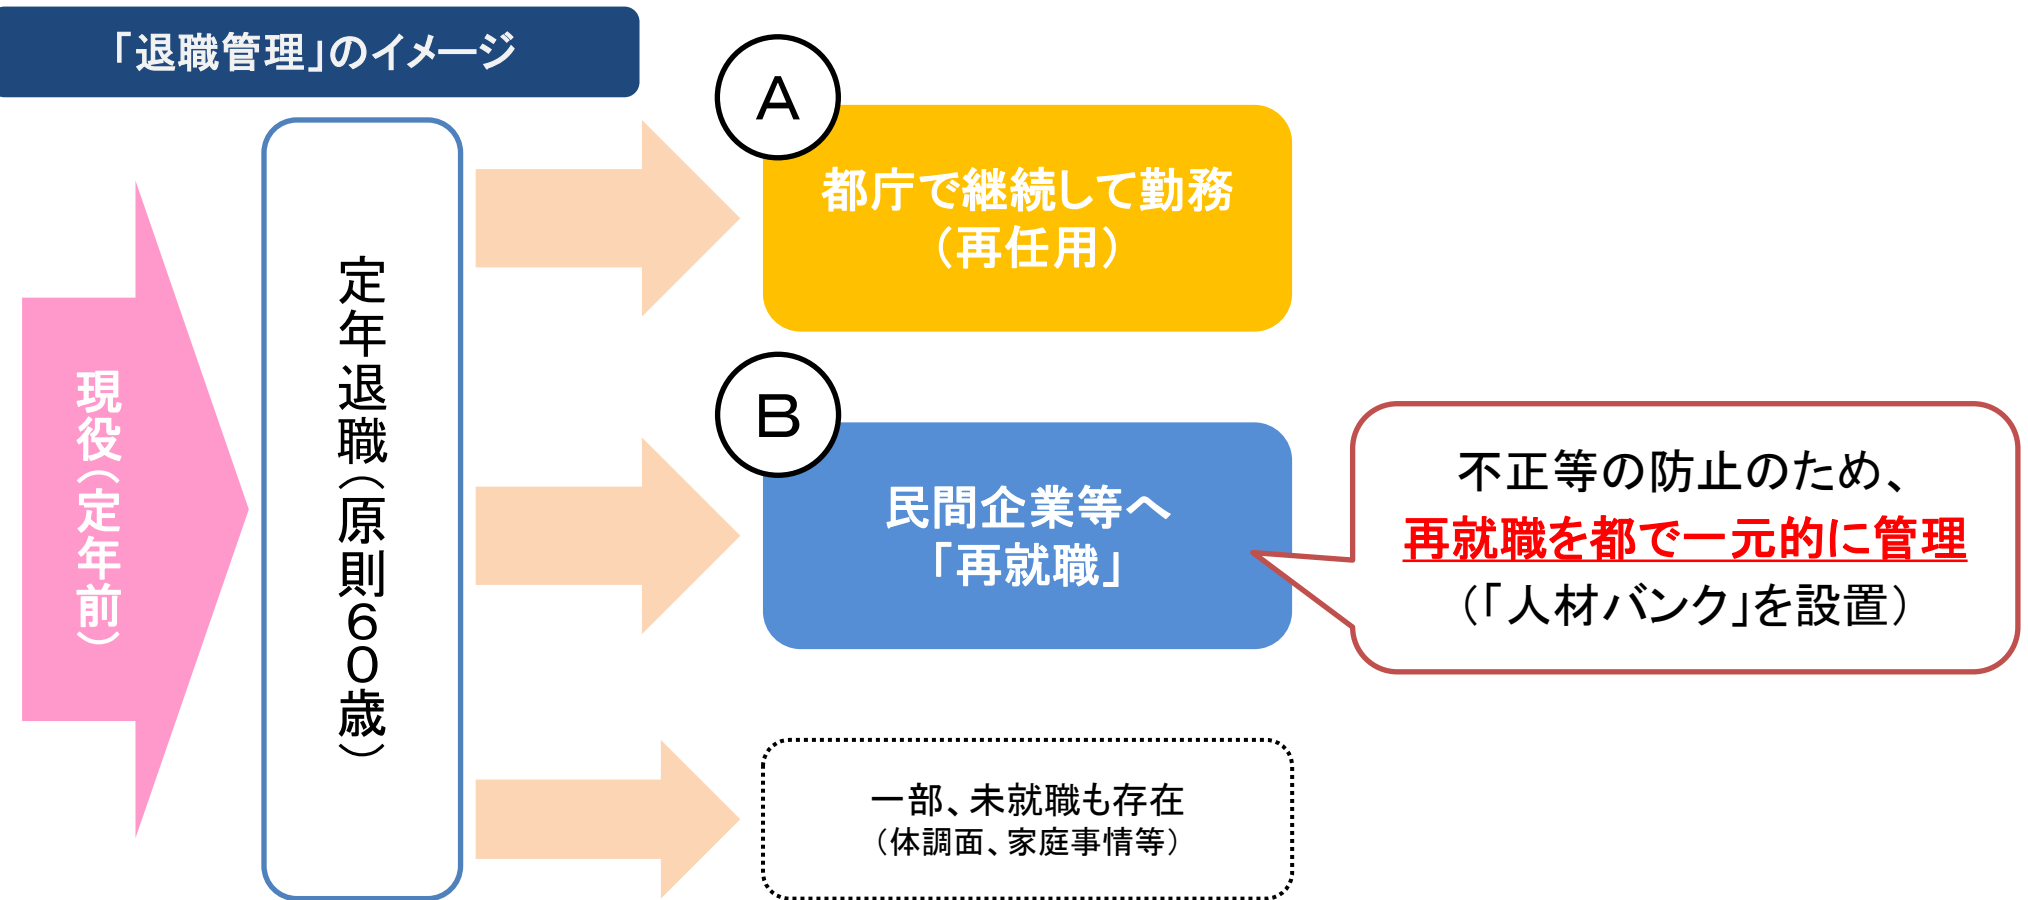 「退職管理」のイメージ
現役（定年前）
定年退職（原則６０歳）
A
都庁で継続して勤務
（再任用）
B
民間企業等へ
「再就職」
不正等の防止のため、
再就職を都で一元的に管理
（「人材バンク」を設置）
一部、未就職も存在
（体調面、家庭事情等）